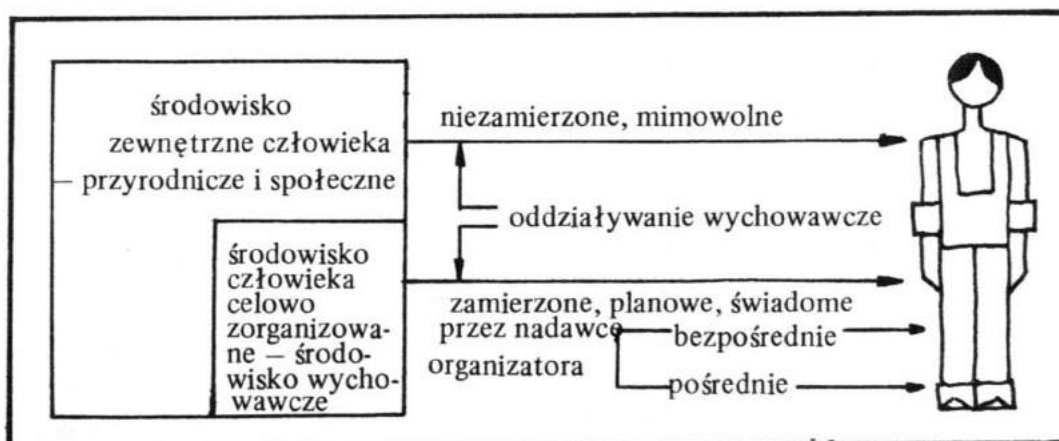 środowisko
zewnętrzne człowieka
— przyrodnicze i społeczne
środowisko
człowieka
celowo
zorganizowa-
ne — środo-
wisko wycho-
wawcze
niezamierzone, mimowolne
oddziaływanie wychowawcze
zamierzone, planowe, świadome
przez nadawcę
organizatora
bezpośrednie
pośrednie